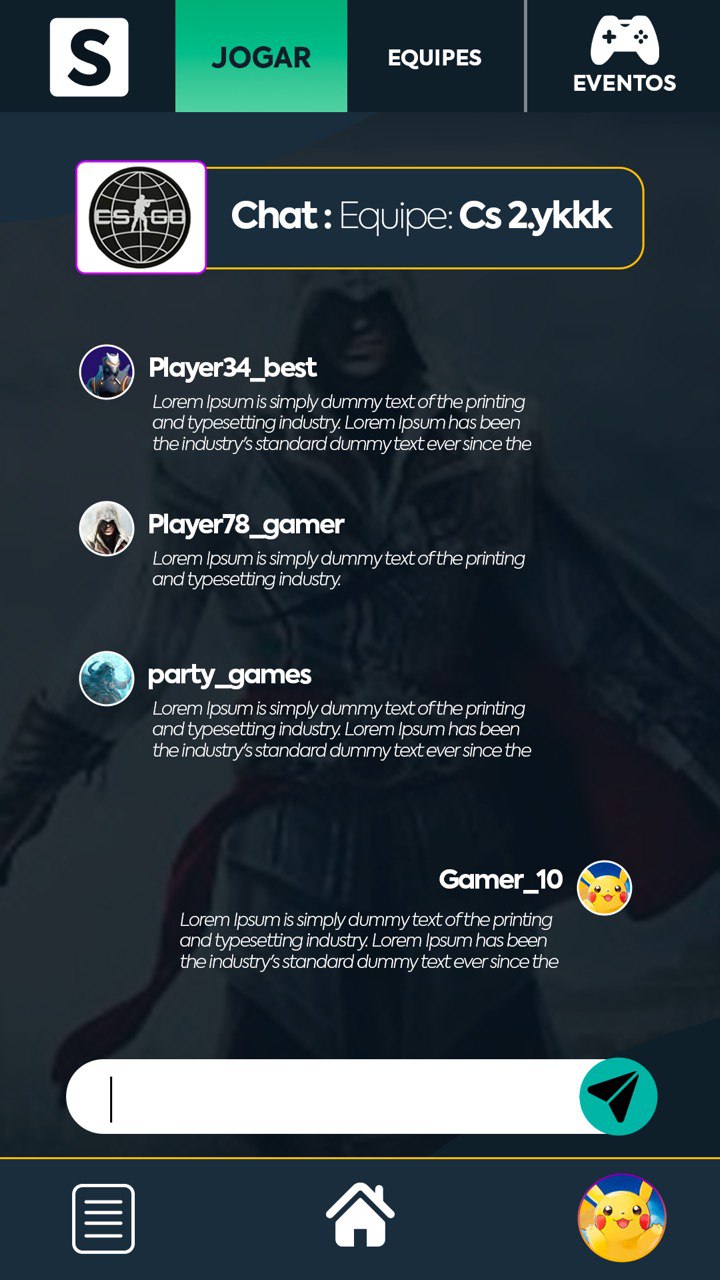 S
JOGAR
EQUIPES
EVENTOS
CS GO
Chat : Equipe: Cs 2.ykkk
Player34_best
Lorem Ipsum is simply dummy text of the printing
and typesetting industry. Lorem Ipsum has been
the industry's standard dummy text ever since the
Player78_gamer
Lorem Ipsum is simply dummy text of the printing
and typesetting industry.
party_games
Lorem Ipsum is simply dummy text of the printing
and typesetting industry. Lorem Ipsum has been
the industry's standard dummy text ever since the
Gamer_10
Lorem Ipsum is simply dummy text of the printing
and typesetting industry. Lorem Ipsum has been
the industry's standard dummy text ever since the